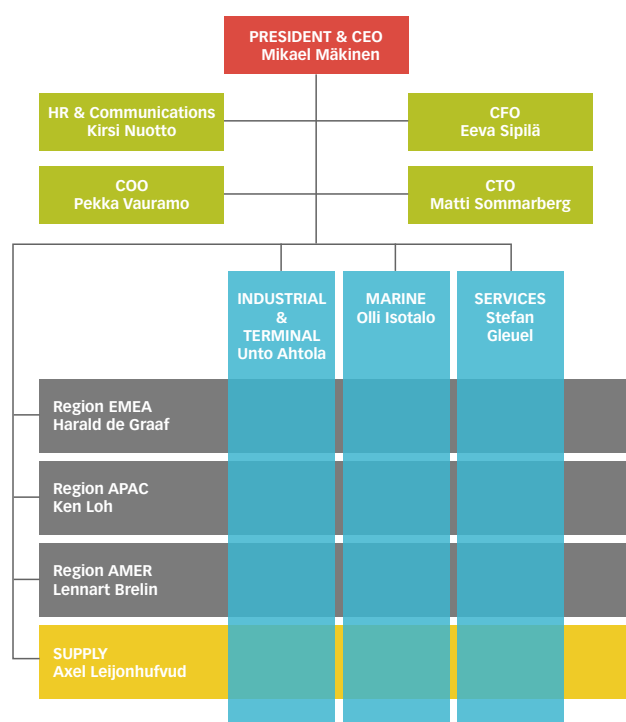 PRESIDENT & CEO
Mikael Mäkinen
HR & Communications
Kirsi Nuotto
CFO
Eeva Sipilä
COO
Pekka Vauramo
CTO
Matti Sommarberg
INDUSTRIAL
&
TERMINAL
Unto Ahtola
MARINE
Olli Isotalo
SERVICES
Stefan
Gleuel
Region EMEA
Harald de Graaf
Region APAC
Ken Loh
Region AMER
Lennart Brelin
SUPPLY
Axel Leijonhufvud